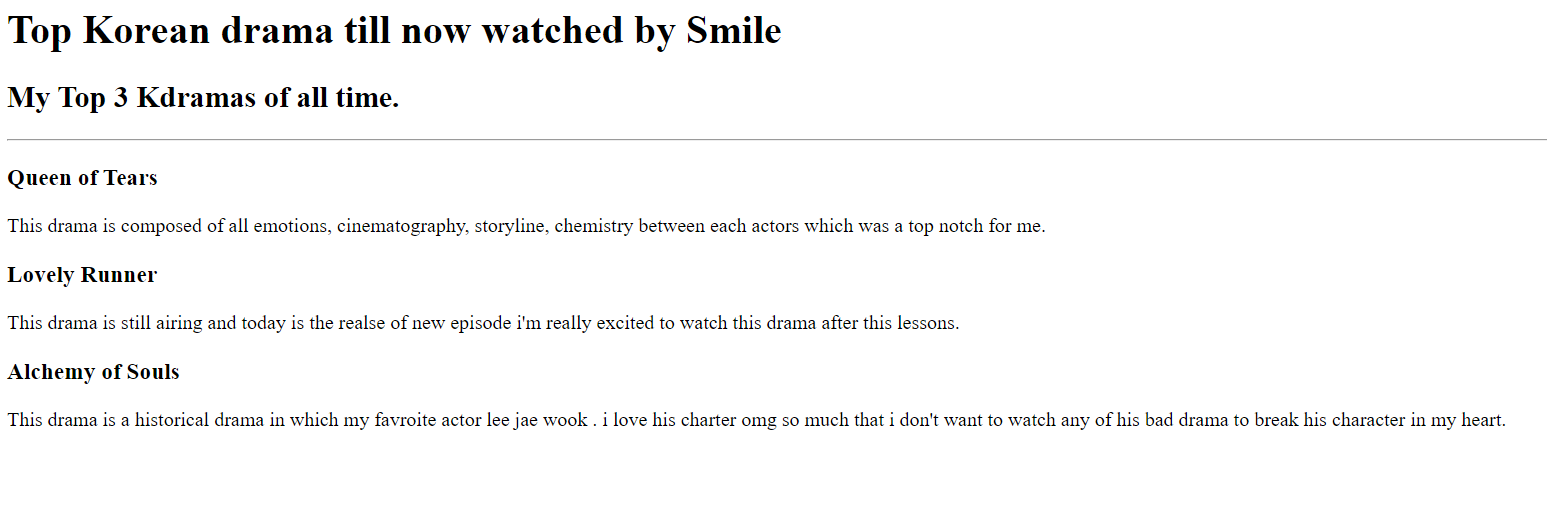 Top Korean drama till now watched by Smile
My Top 3 Kdramas of all time.
Queen of Tears
This drama is composed of all emotions, cinematography, storyline, chemistry between each actors which was a top notch for me.
Lovely Runner
This drama is still airing and today is the realse of new episode i'm really excited to watch this drama after this lessons.
Alchemy of Souls
This drama is a historical drama in which my favroite actor lee jae wook . i love his charter omg so much that i don't want to watch any of his bad drama to break his character in my heart.